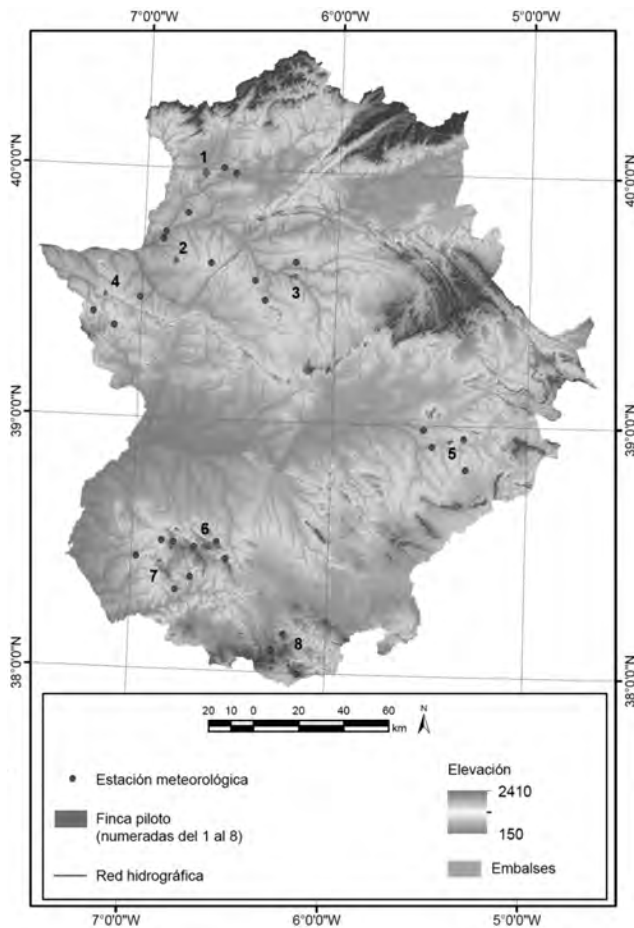 7°0'0"W 6°0'0"W 5°0'0"W
40°0'0"N 40°0'0"N
39°0'0"N 39°0'0"N
38°0'0"N 38°0'0"N
1
2
4
3
5
6
7
8
20 10 0 20 40 60
km
N
Estación meteorológica
Finca piloto
(numeradas del 1 al 8)
Red hidrográfica
Elevación
2410
150
Embalses
7°0'0"W 6°0'0"W 5°0'0"W